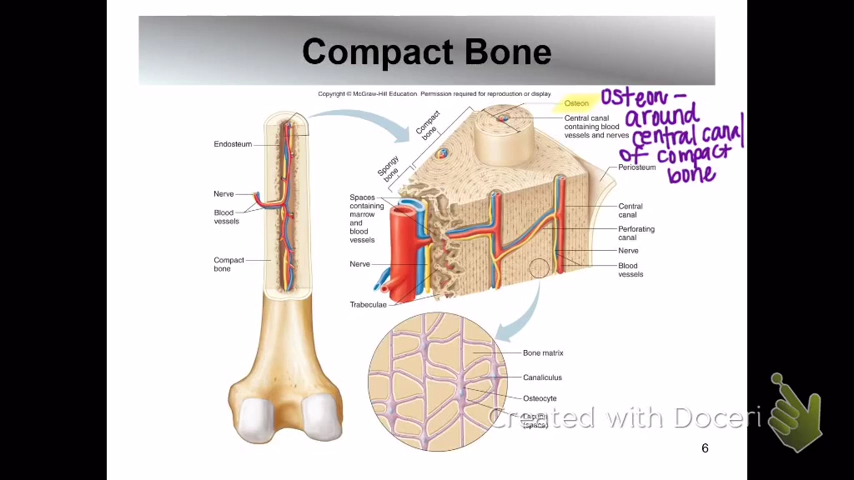 Compact Bone
Copyright © McGraw-Hill Education. Permission required for reproduction or display
Osteon
Osteon -
around
central canal
of compact
bone
Central canal
containing blood
vessels and nerves
Compact
bone
Spongy
bone
Endosteum
Periosteum
Nerve
Blood
vessels
Spaces
containing
marrow
and
blood
vessels
Central
canal
Perforating
canal
Nerve
Blood
vessels
Compact
bone
Nerve
Trabeculae
Bone matrix
Canaliculus
Osteocyte
(space)
Created with Doceri
6